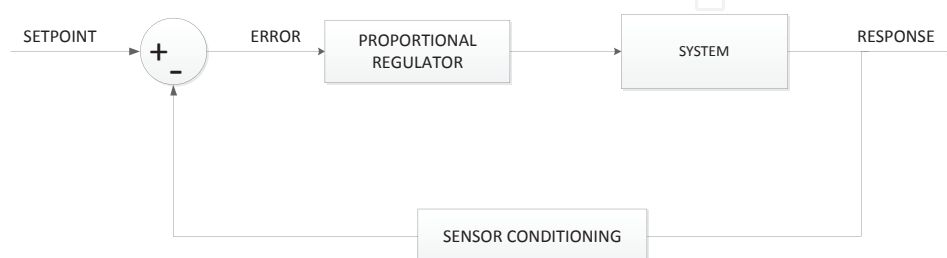 SETPOINT
ERROR
PROPORTIONAL
REGULATOR
SYSTEM
RESPONSE
+
-
SENSOR CONDITIONING